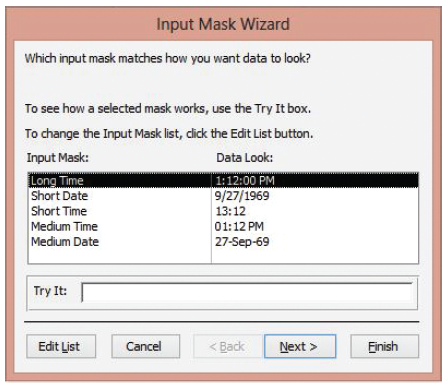 Input Mask Wizard
Which input mask matches how you want data to look?
To see how a selected mask works, use the Try It box.
To change the Input Mask list, click the Edit List button.
Input Mask: Data Look:
Long Time 1:12:00 PM
Short Date 9/27/1969
Short Time 13:12
Medium Time 01:12 PM
Medium Date 27-Sep-69
Try It:
Edit List Cancel < Back Next > Finish